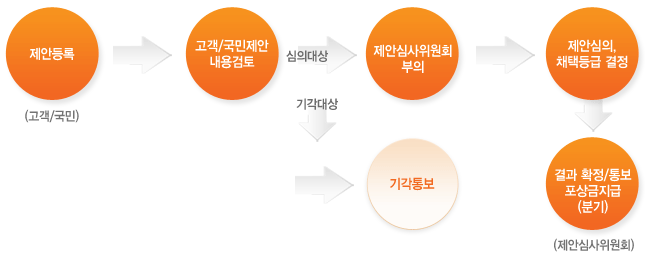 제안등록
(고객/국민)
고객/국민제안
내용검토
심의대상
기각대상
제안심사위원회
부의
제안심의,
채택등급 결정
기각통보
결과 확정/통보
포상금지급
(분기)
(제안심사위원회)